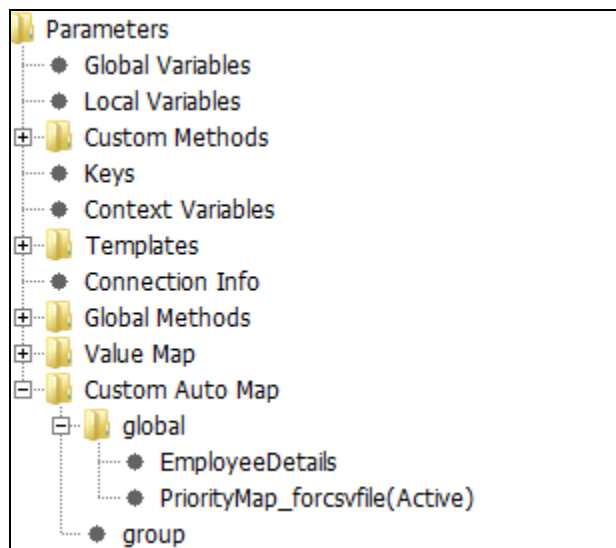 Parameters
Global Variables
Local Variables
Custom Methods
Keys
Context Variables
Templates
Connection Info
Global Methods
Value Map
Custom Auto Map
global
EmployeeDetails
PriorityMap_forcsvfile(Active)
group